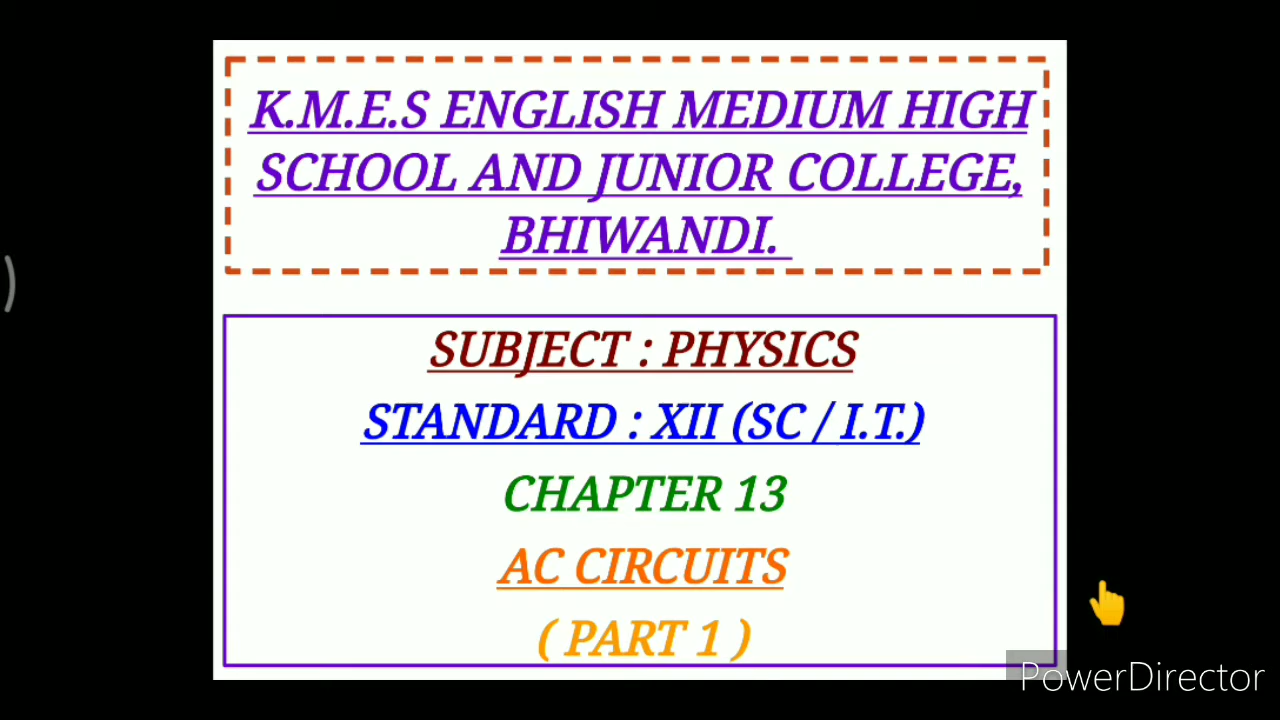 K.M.E.S ENGLISH MEDIUM HIGH
SCHOOL AND JUNIOR COLLEGE,
BHIWANDI.
SUBJECT : PHYSICS
STANDARD : XII (SC / I.T.)
CHAPTER 13
AC CIRCUITS
( PART 1 )
PowerDirector